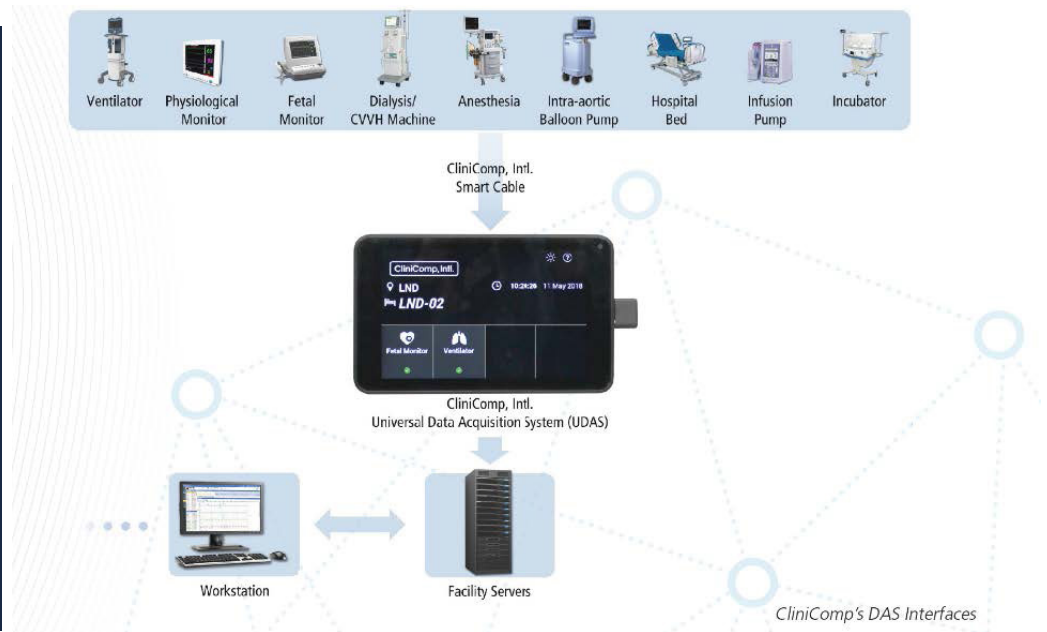 Ventilator
Physiological
Monitor
Fetal
Monitor
Dialysis/
CVVH Machine
Anesthesia
Intra-aortic
Balloon Pump
Hospital
Bed
Infusion
Pump
Incubator
CliniComp, Intl.
Smart Cable
CliniComp, Intl.
LND
10:26:26 11 May 2018
LND-02
Fetal Monitor
Ventilator
CliniComp, Intl.
Universal Data Acquisition System (UDAS)
Workstation
Facility Servers
CliniComp's DAS Interfaces